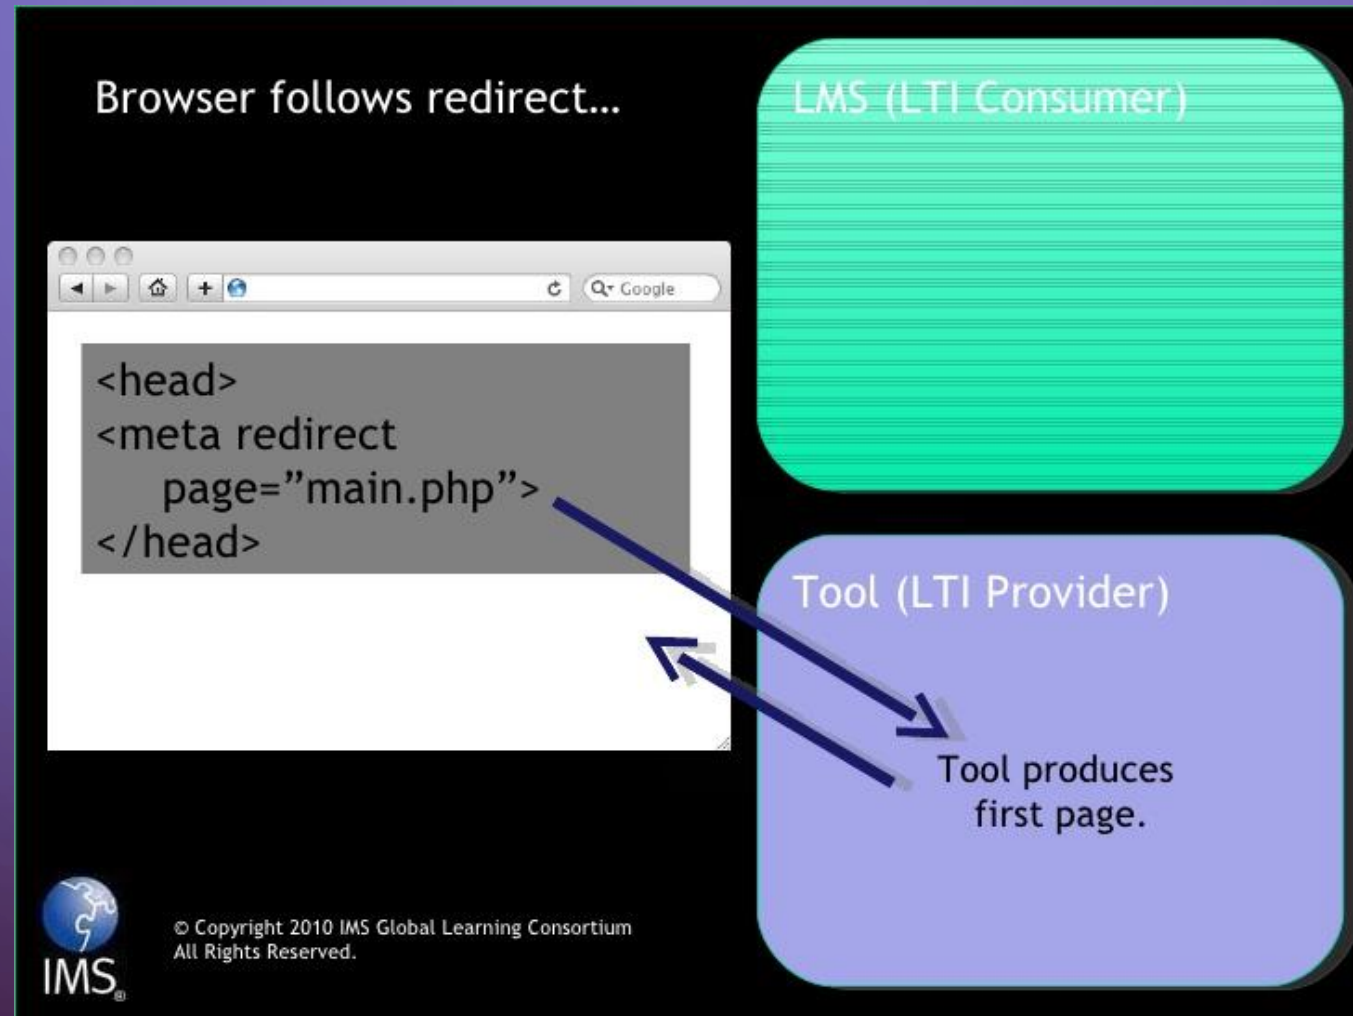 Browser follows redirect…
LMS (LTI Consumer)
Google
<head>
<meta redirect
page=”main.php”>
</head>
Tool (LTI Provider)
Tool produces
first page.
© Copyright 2010 IMS Global Learning Consortium
All Rights Reserved.
IMS®